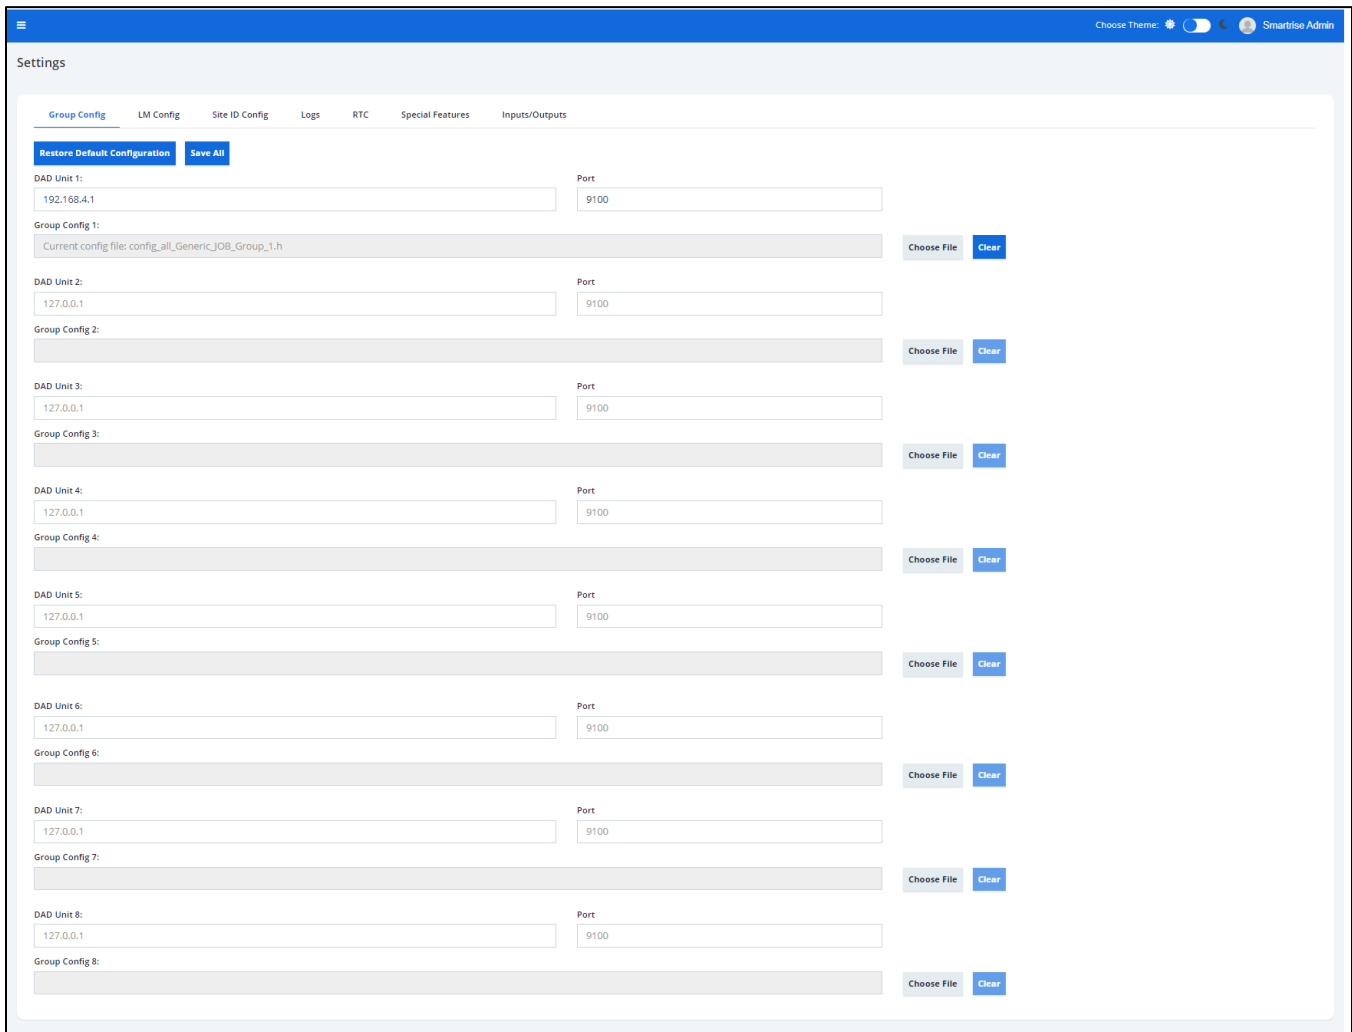 Choose Theme: Smartrise Admin
Settings
Group Config LM Config Site ID Config Logs RTC Special Features Inputs/Outputs
Restore Default Configuration Save All
DAD Unit 1: Port
192.168.4.1 9100
Group Config 1:
Current config file: config_all_Generic_JOB_Group_1.h Choose File Clear
DAD Unit 2: Port
127.0.0.1 9100
Group Config 2:
Choose File Clear
DAD Unit 3: Port
127.0.0.1 9100
Group Config 3:
Choose File Clear
DAD Unit 4: Port
127.0.0.1 9100
Group Config 4:
Choose File Clear
DAD Unit 5: Port
127.0.0.1 9100
Group Config 5:
Choose File Clear
DAD Unit 6: Port
127.0.0.1 9100
Group Config 6:
Choose File Clear
DAD Unit 7: Port
127.0.0.1 9100
Group Config 7:
Choose File Clear
DAD Unit 8: Port
127.0.0.1 9100
Group Config 8:
Choose File Clear